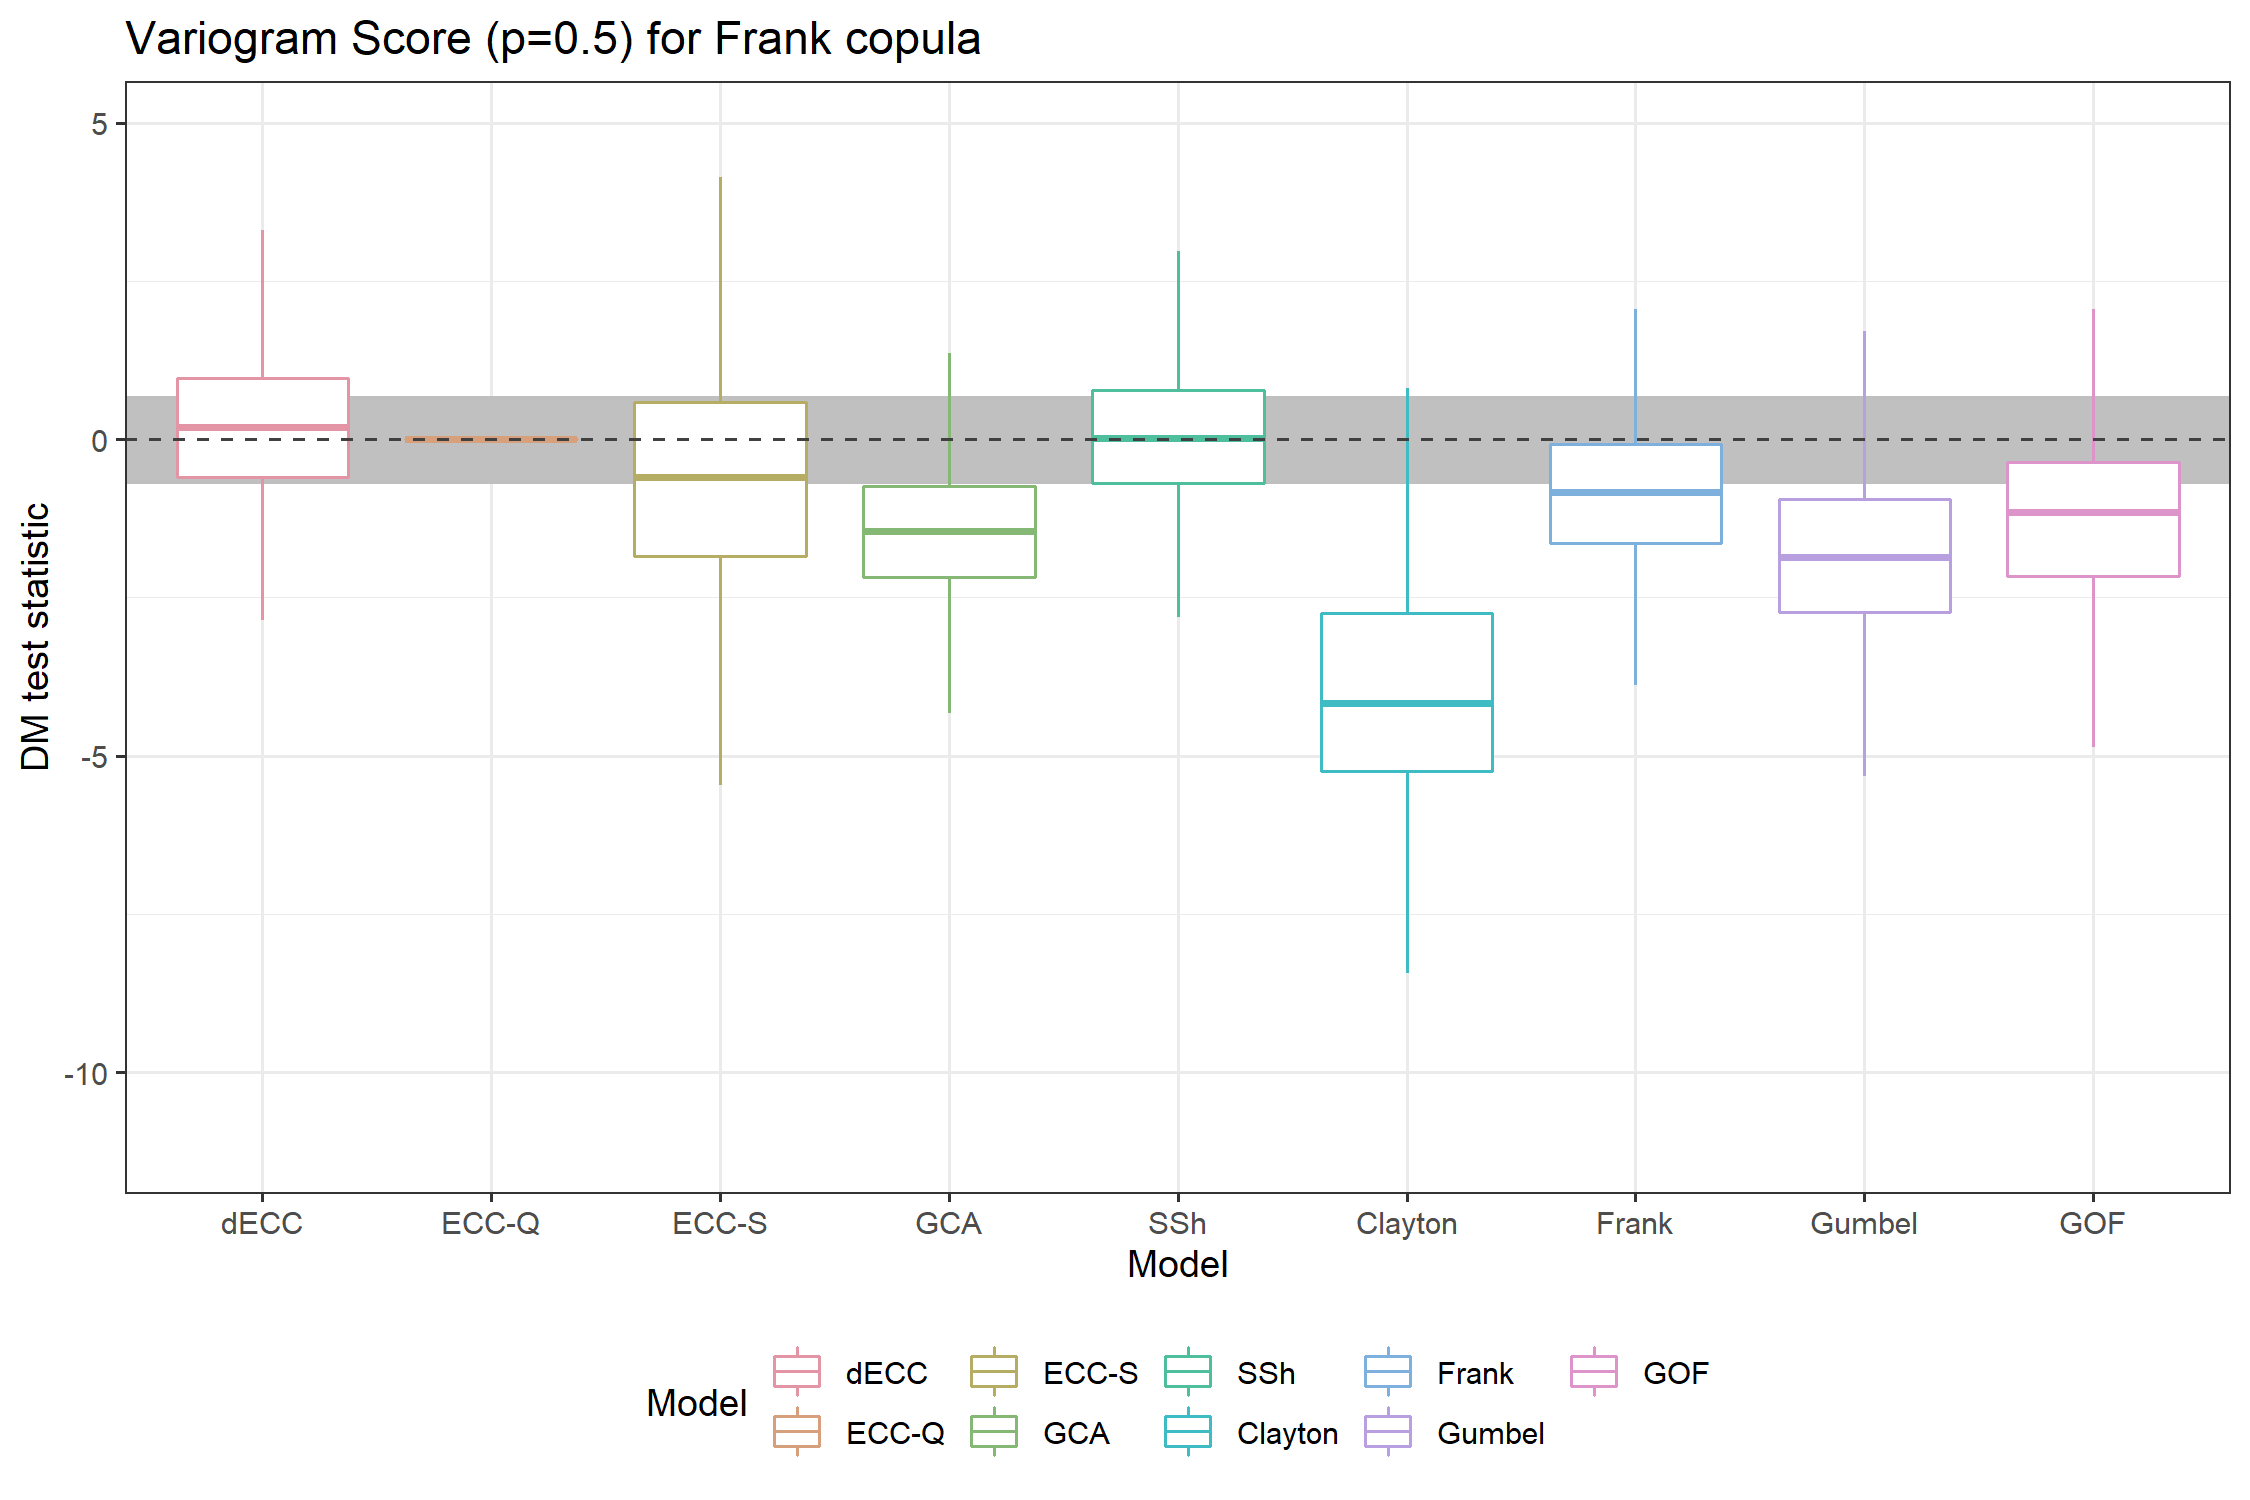 Variogram Score (p=0.5) for Frank copula
DM test statistic
5
0
-5
-10
dECC ECC-Q ECC-S GCA SSh Clayton Frank Gumbel GOF
Model
Model
dECC ECC-S SSh Frank GOF
ECC-Q GCA Clayton Gumbel